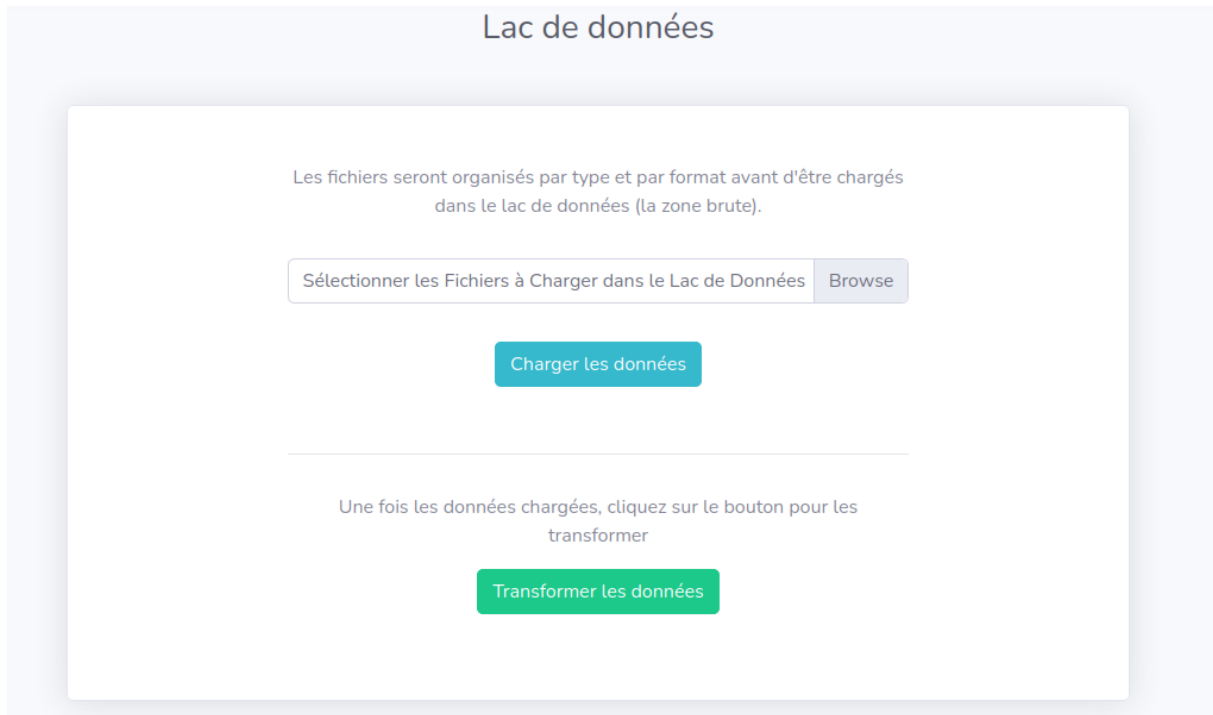 Lac de données
Les fichiers seront organisés par type et par format avant d'être chargés
dans le lac de données (la zone brute).
Sélectionner les Fichiers à Charger dans le Lac de Données Browse
Charger les données
Une fois les données chargées, cliquez sur le bouton pour les
transformer
Transformer les données